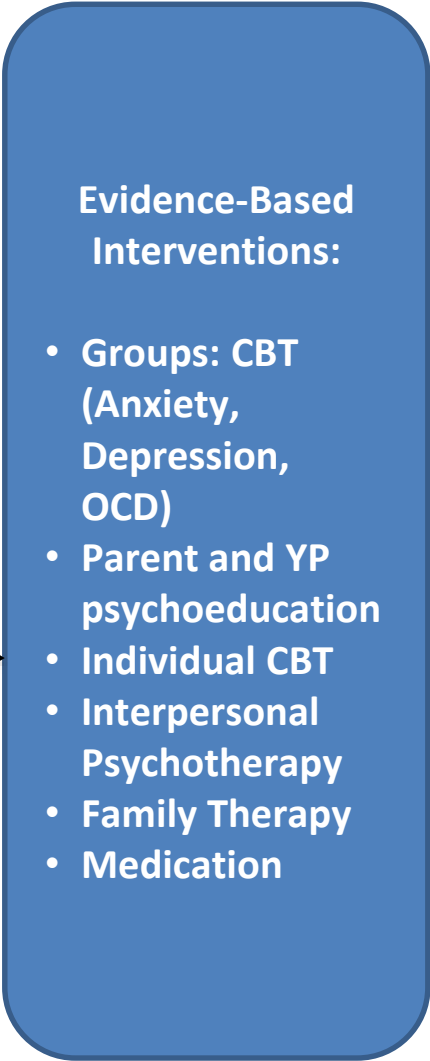 Evidence-Based
Interventions:
• Groups: CBT
(Anxiety,
Depression,
OCD)
• Parent and YP
psychoeducation
• Individual CBT
• Interpersonal
Psychotherapy
• Family Therapy
• Medication